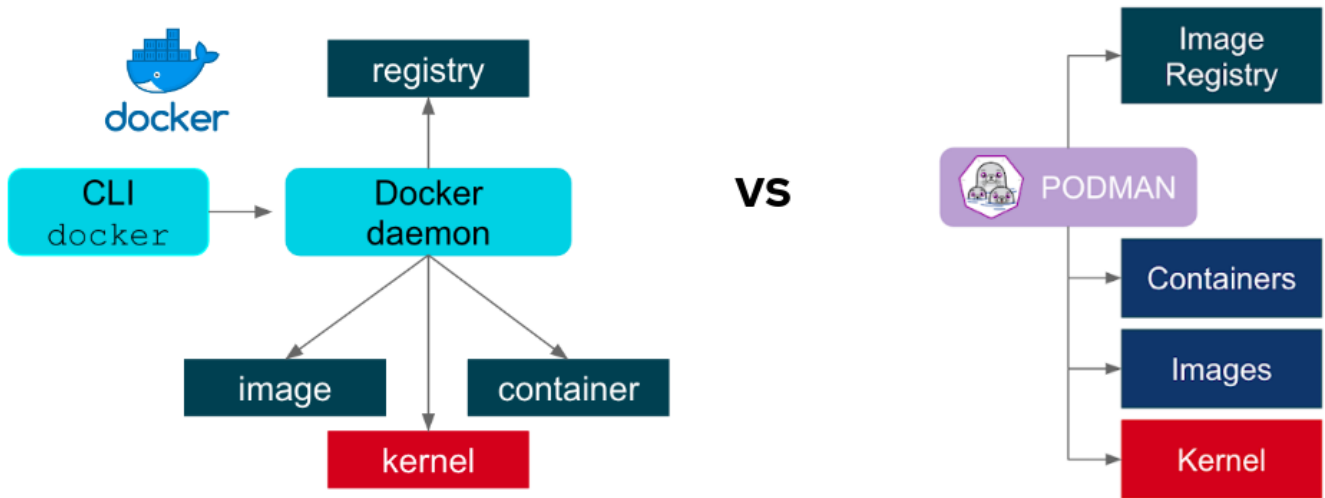 docker
registry
CLI
docker
Docker
daemon
image
container
kernel
vs
Image
Registry
PODMAN
Containers
Images
Kernel